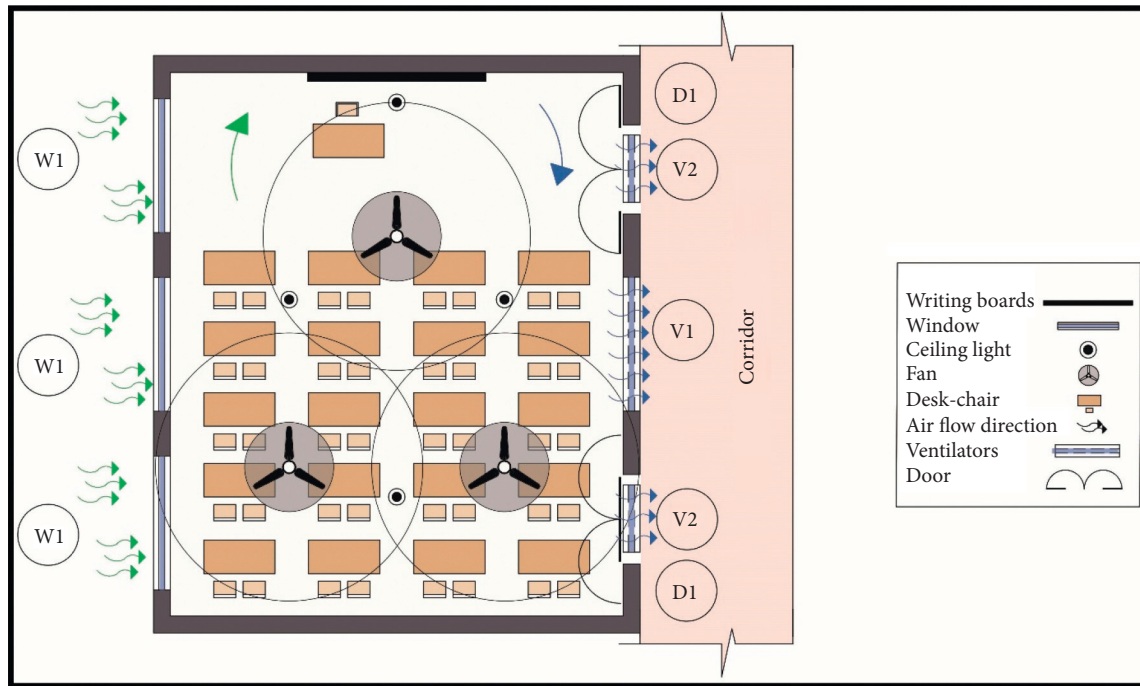 W1
W1
W1
D1
V2
V1
V2
D1
Corridor
Writing boards
Window
Ceiling light
Fan
Desk-chair
Air flow direction
Ventilators
Door